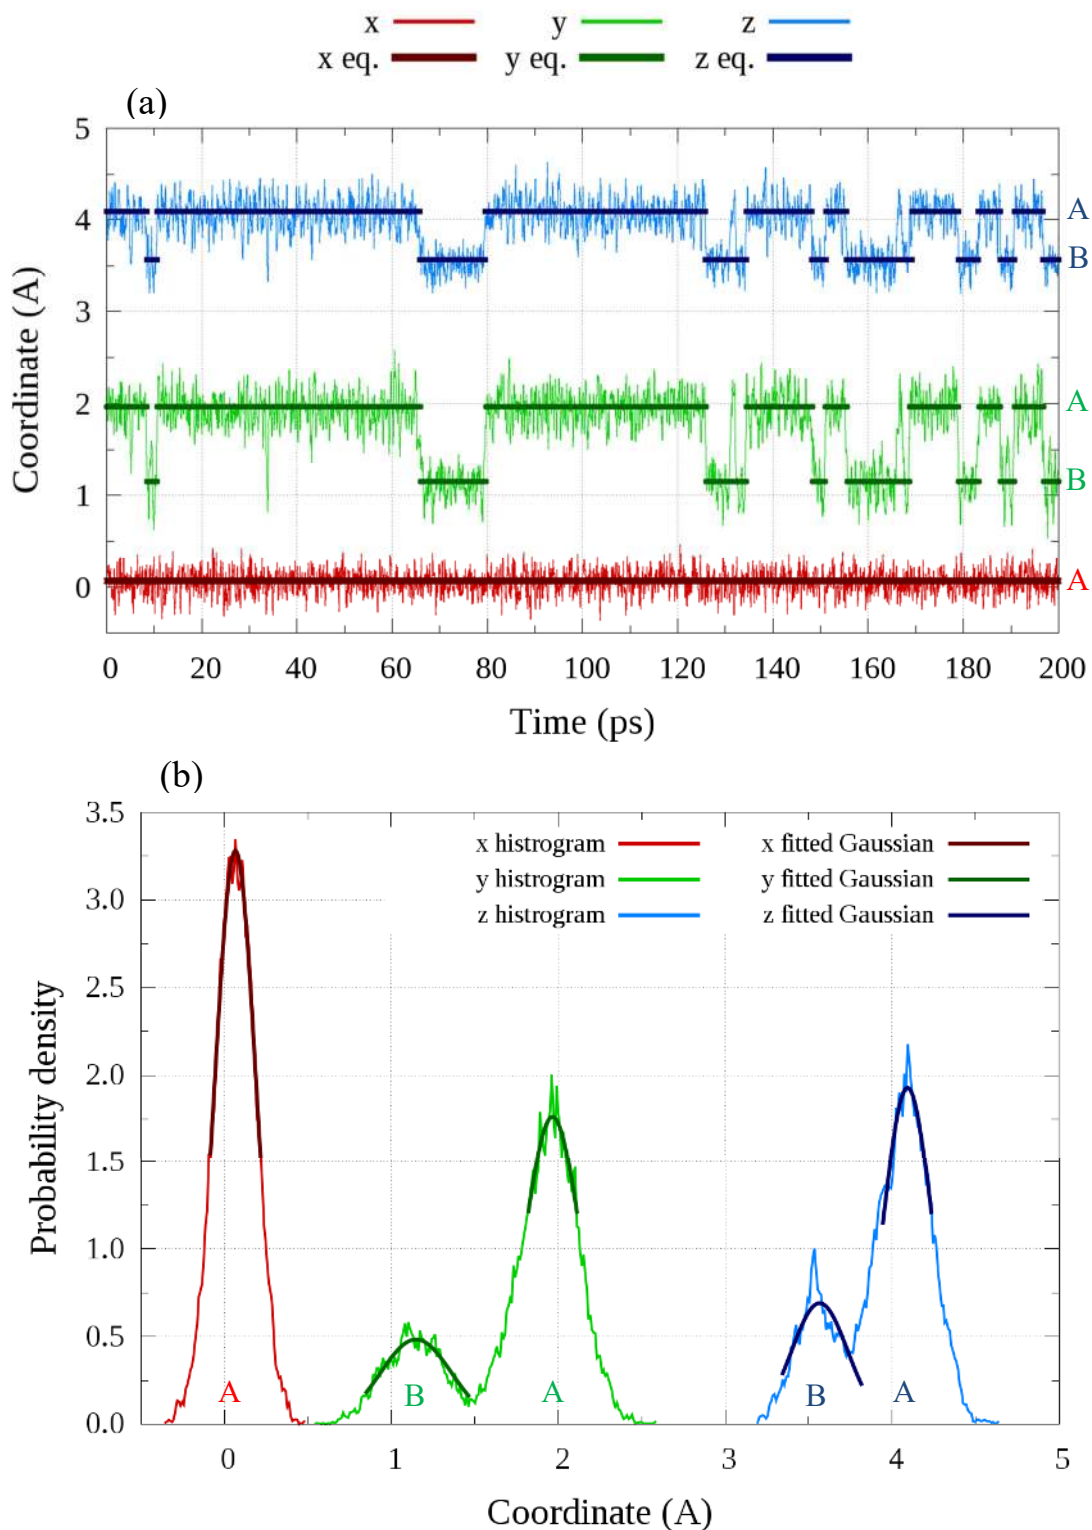 x y z
x eq. y eq. z eq.
(a)
5
4
3
2
1
0
Coordinate (A)
A
B
A
B
A
0 20 40 60 80 100 120 140 160 180 200
Time (ps)
(b)
3.5
3.0
2.5
2.0
1.5
1.0
0.5
0.0
Probability density
x histrogram x fitted Gaussian
y histrogram y fitted Gaussian
z histrogram z fitted Gaussian
A B A B A
0 1 2 3 4 5
Coordinate (A)